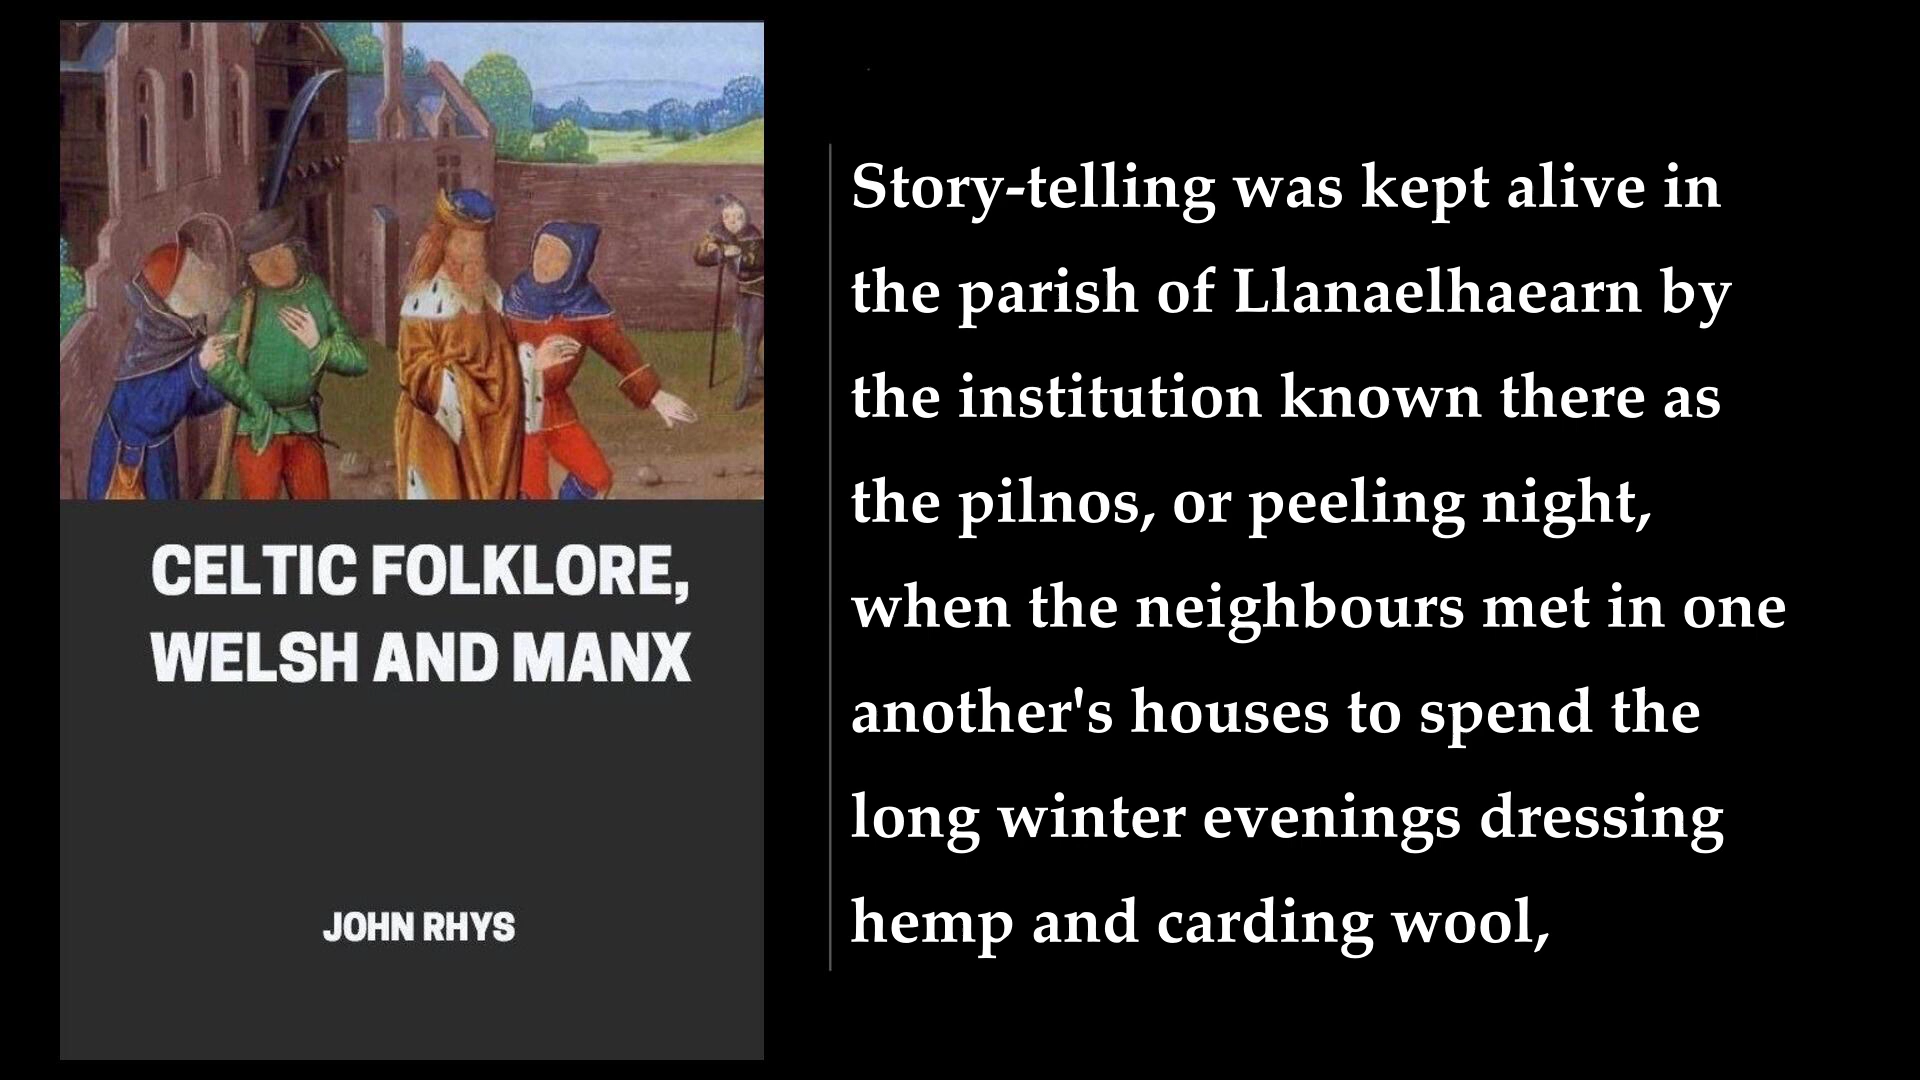 CELTIC FOLKLORE,
WELSH AND MANX
JOHN RHYS
Story-telling was kept alive in
the parish of Llanaelhaearn by
the institution known there as
the pilnos, or peeling night,
when the neighbours met in one
another's houses to spend the
long winter evenings dressing
hemp and carding wool,